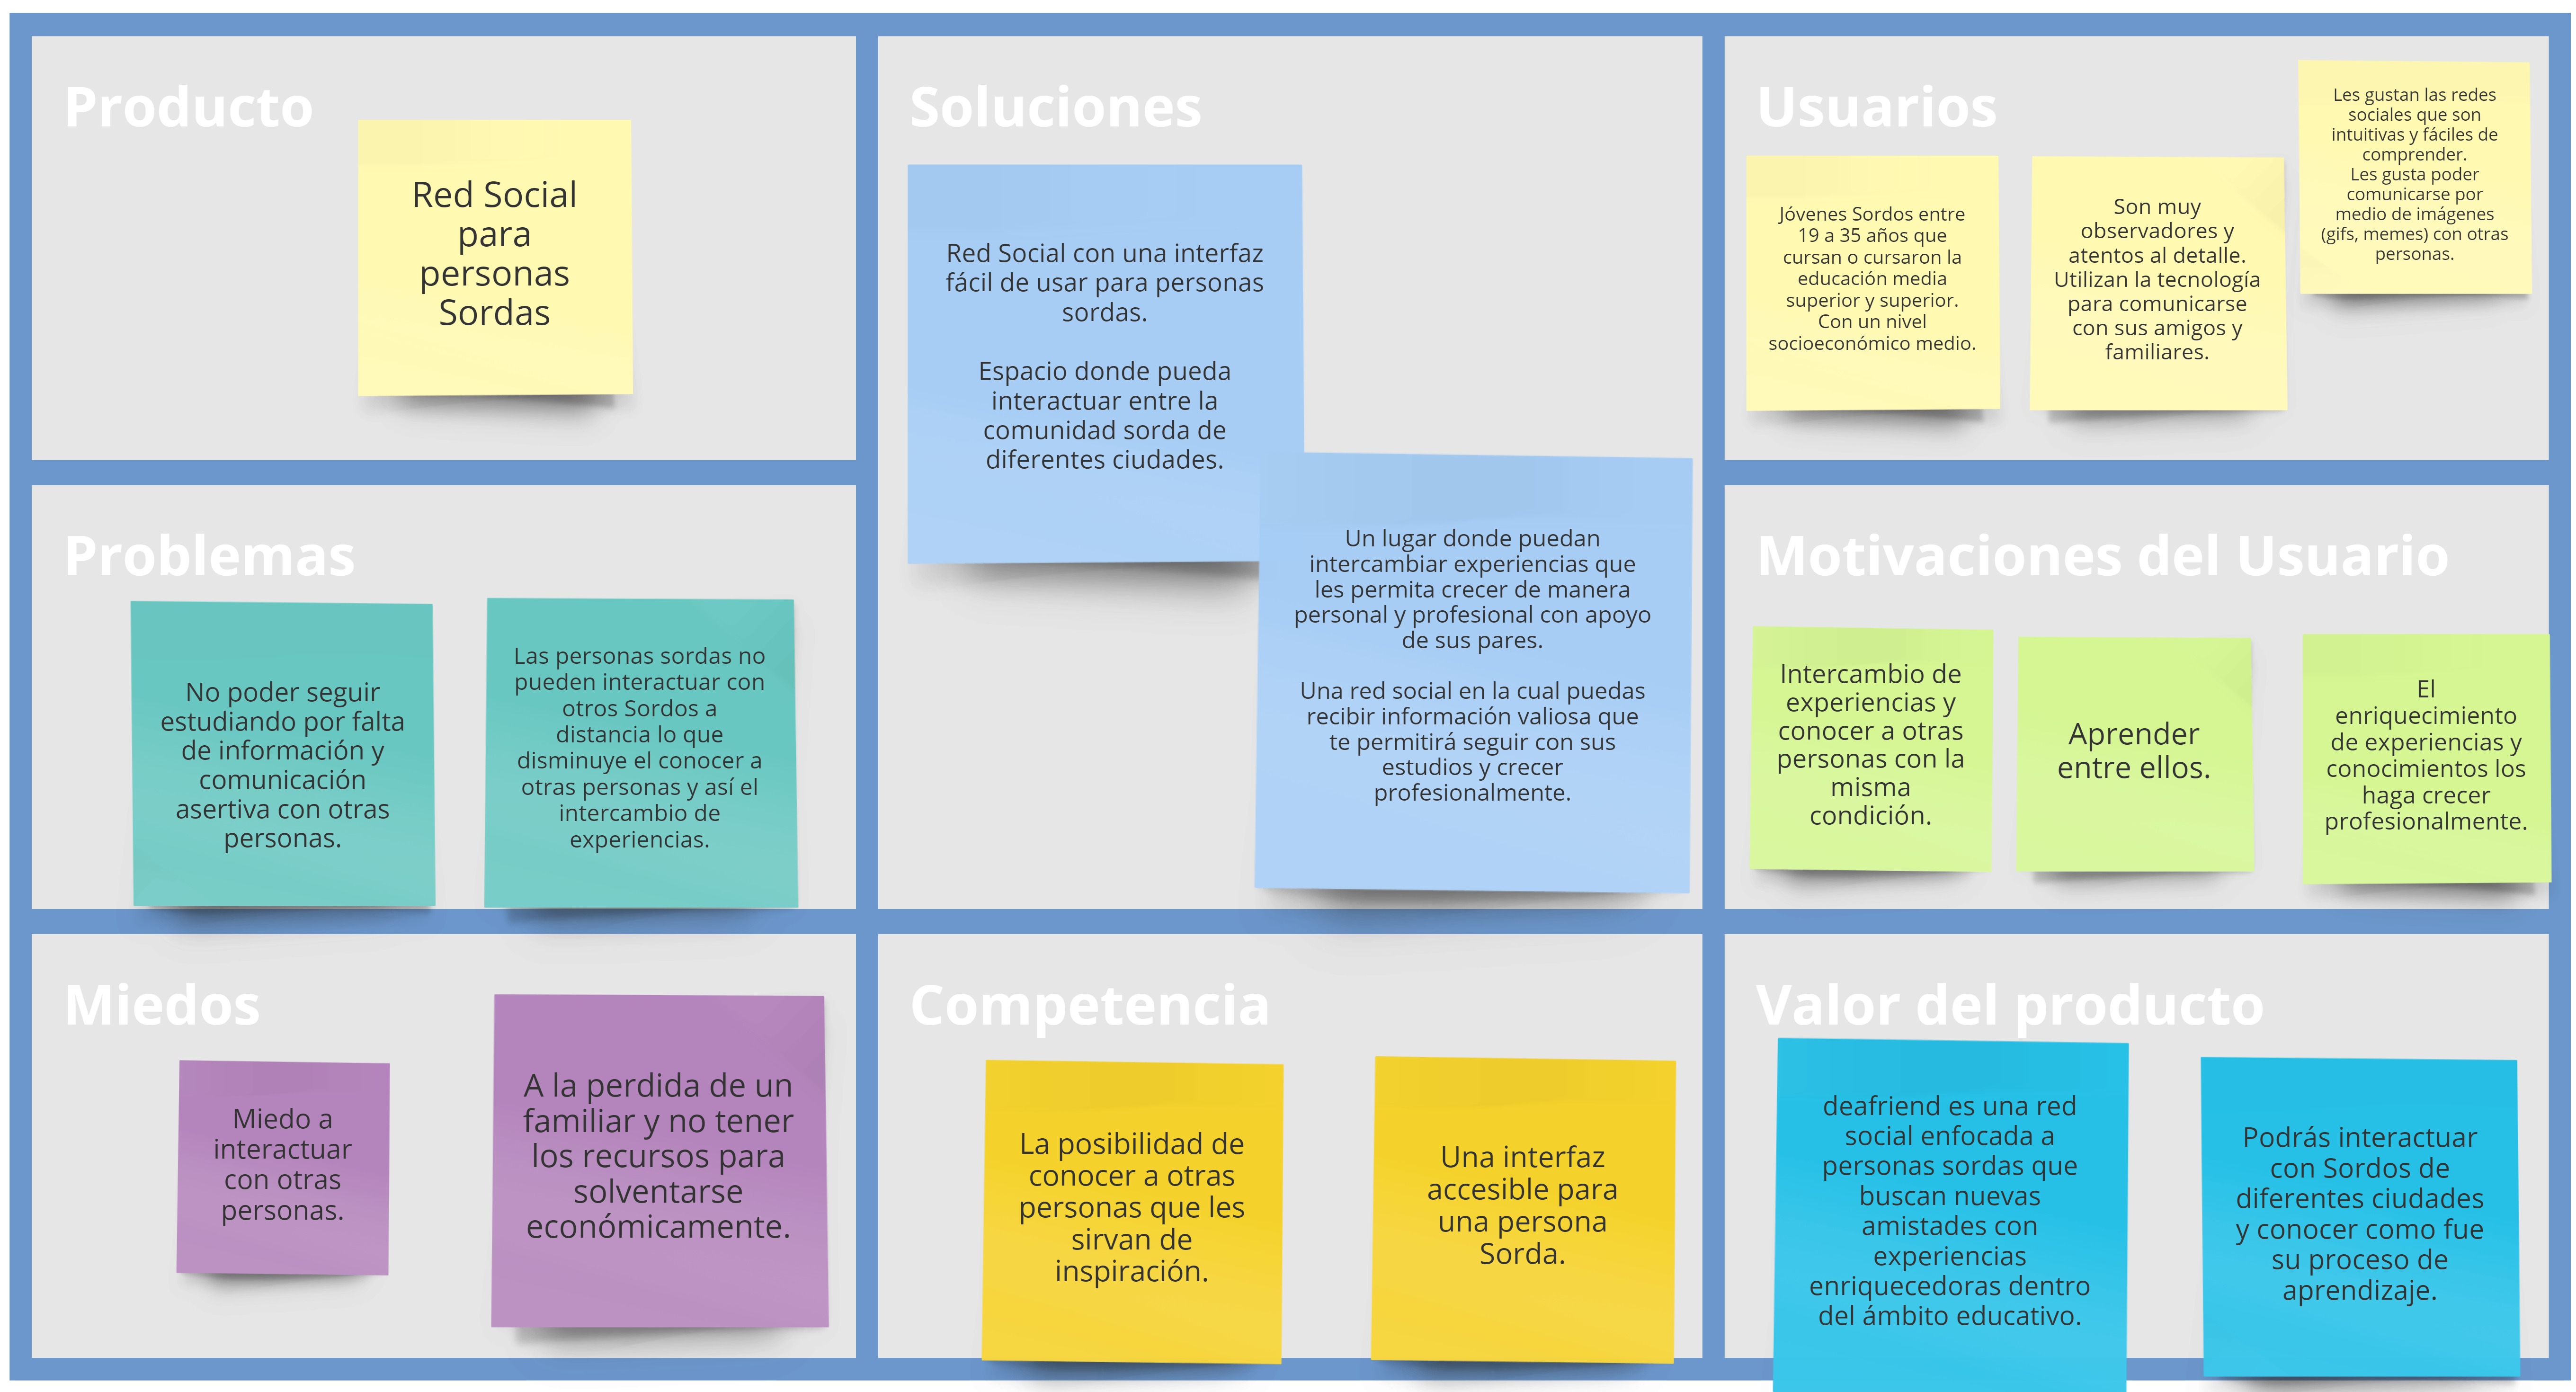 Producto
Red Social
para
personas
Sordas
Soluciones
Red Social con una interfaz
fácil de usar para personas
sordas.
Espacio donde pueda
interactuar entre la
comunidad sorda de
diferentes ciudades.
Un lugar donde puedan
intercambiar experiencias que
les permita crecer de manera
personal y profesional con apoyo
de sus pares.
Una red social en la cual puedas
recibir información valiosa que
te permitirá seguir con sus
estudios y crecer
profesionalmente.
Usuarios
Jóvenes Sordos entre
19 a 35 años que
cursan o cursaron la
educación media
superior y superior.
Con un nivel
socioeconómico medio.
Son muy
observadores y
atentos al detalle.
Utilizan la tecnología
para comunicarse
con sus amigos y
familiares.
Les gustan las redes
sociales que son
intuitivas y fáciles de
comprender.
Les gusta poder
comunicarse por
medio de imágenes
(gifs, memes) con otras
personas.
Problemas
No poder seguir
estudiando por falta
de información y
comunicación
asertiva con otras
personas.
Las personas sordas no
pueden interactuar con
otros Sordos a
distancia lo que
disminuye el conocer a
otras personas y así el
intercambio de
experiencias.
Motivaciones del Usuario
Intercambio de
experiencias y
conocer a otras
personas con la
misma
condición.
Aprender
entre ellos.
El
enriquecimiento
de experiencias y
conocimientos los
haga crecer
profesionalmente.
Miedos
Miedo a
interactuar
con otras
personas.
A la perdida de un
familiar y no tener
los recursos para
solventarse
económicamente.
Competencia
La posibilidad de
conocer a otras
personas que les
sirvan de
inspiración.
Una interfaz
accesible para
una persona
Sorda.
Valor del producto
deafriend es una red
social enfocada a
personas sordas que
buscan nuevas
amistades con
experiencias
enriquecedoras dentro
del ámbito educativo.
Podrás interactuar
con Sordos de
diferentes ciudades
y conocer como fue
su proceso de
aprendizaje.